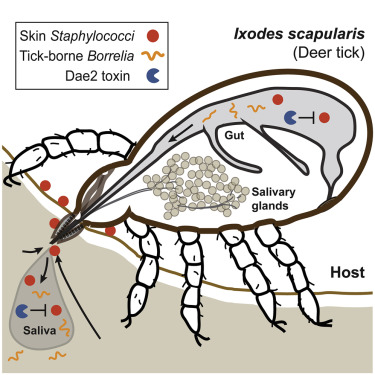 Skin Staphylococci
Tick-borne Borrelia
Dae2 toxin
Ixodes scapularis
(Deer tick)
Gut
Salivary
glands
Host
Saliva